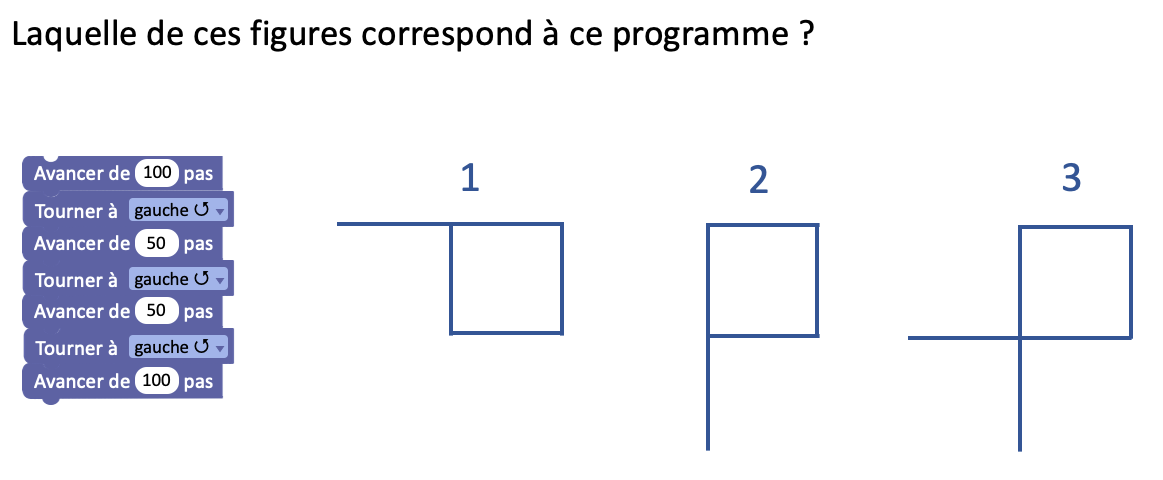 Laquelle de ces figures correspond à ce programme ?
Avancer de 100 pas
Tourner à gauche
Avancer de 50 pas
Tourner à gauche
Avancer de 50 pas
Tourner à gauche
Avancer de 100 pas
1
2
3